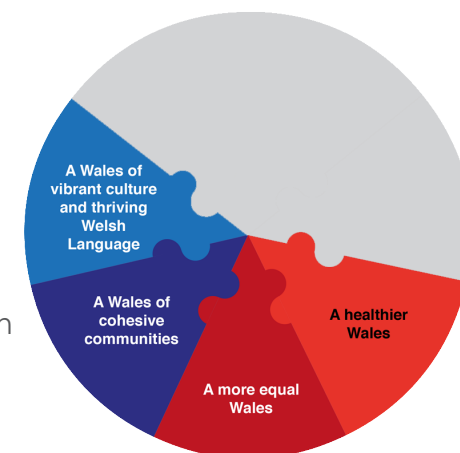 A Wales of
vibrant culture
and thriving
Welsh
Language
A Wales of
cohesive
communities
A more equal
Wales
A healthier
Wales